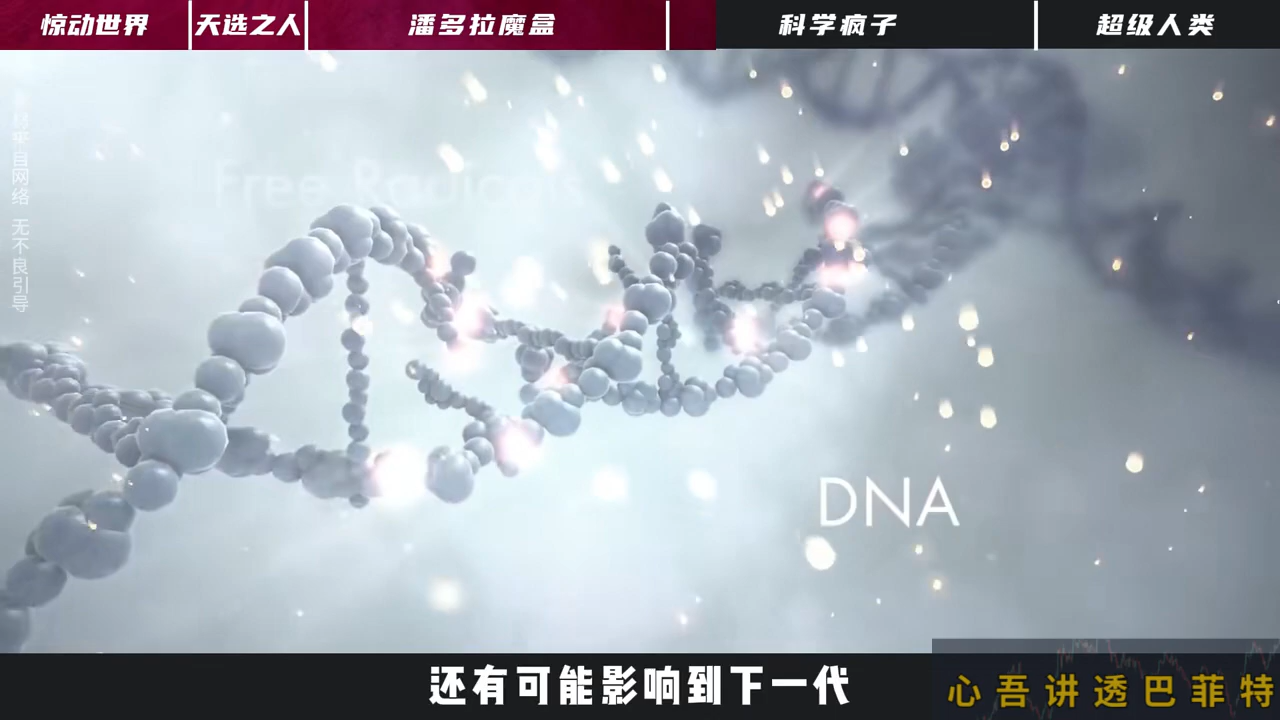 惊动世界
天选之人
潘多拉魔盒
科学疯子
超级人类
来自网络 无不良引导
Free Radicals
DNA
还有可能影响到下一代
心吾讲透巴菲特